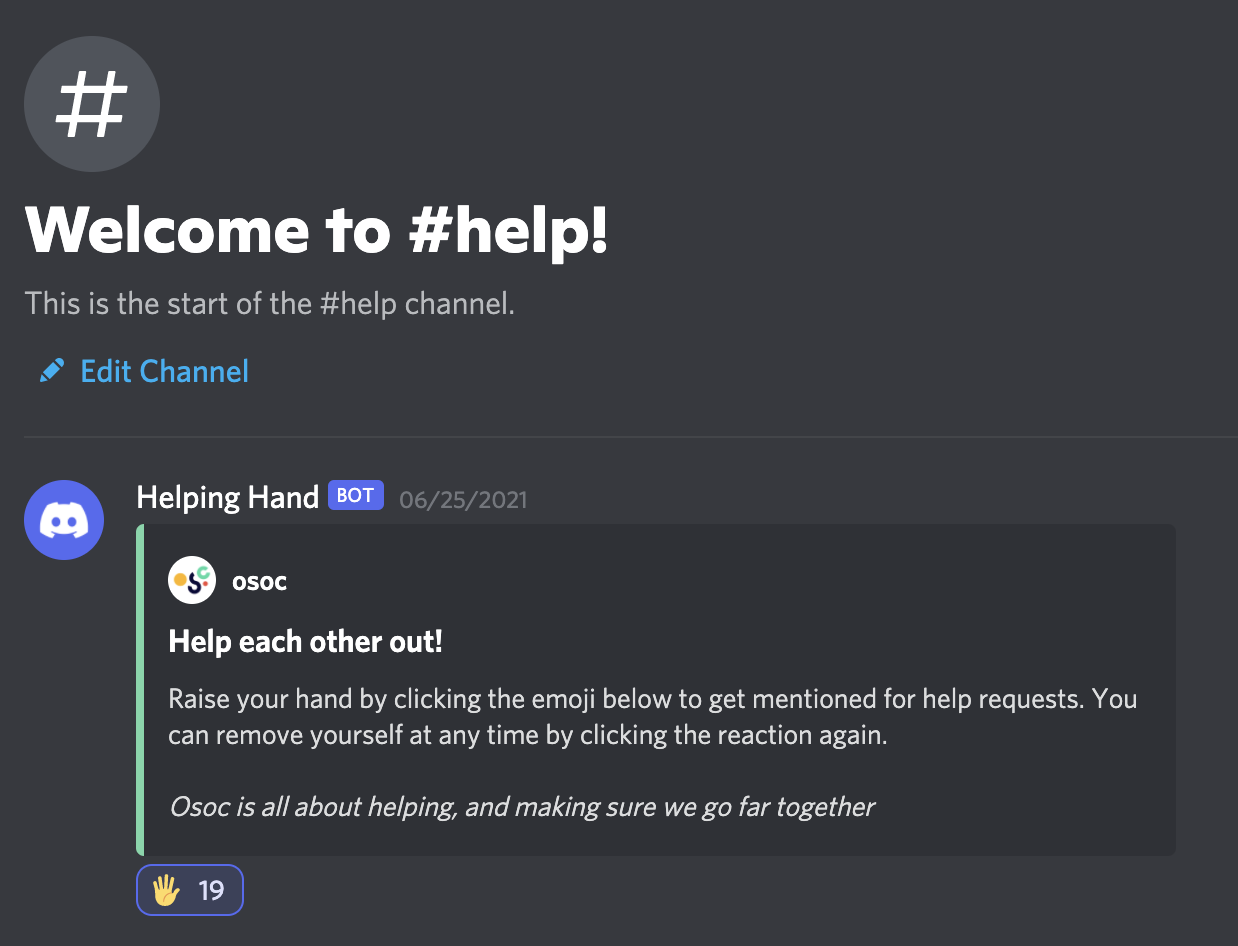 #
Welcome to #help!
This is the start of the #help channel.
Edit Channel
Helping Hand BOT 06/25/2021
osoc
Help each other out!
Raise your hand by clicking the emoji below to get mentioned for help requests. You
can remove yourself at any time by clicking the reaction again.
Osoc is all about helping, and making sure we go far together
19